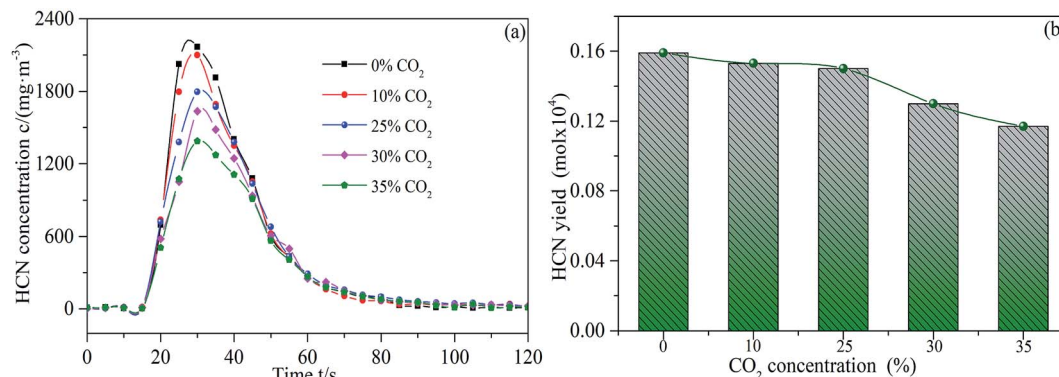 (a)
2400
1800
1200
600
0
HCN concentration c/(mg·m⁻³)
0% CO₂
10% CO₂
25% CO₂
30% CO₂
35% CO₂
0 20 40 60 80 100 120
Time t/s
(b
0.16
0.12
0.08
0.04
0.00
HCN yield (molx10⁴)
0 10 25 30 35
CO₂ concentration (%)